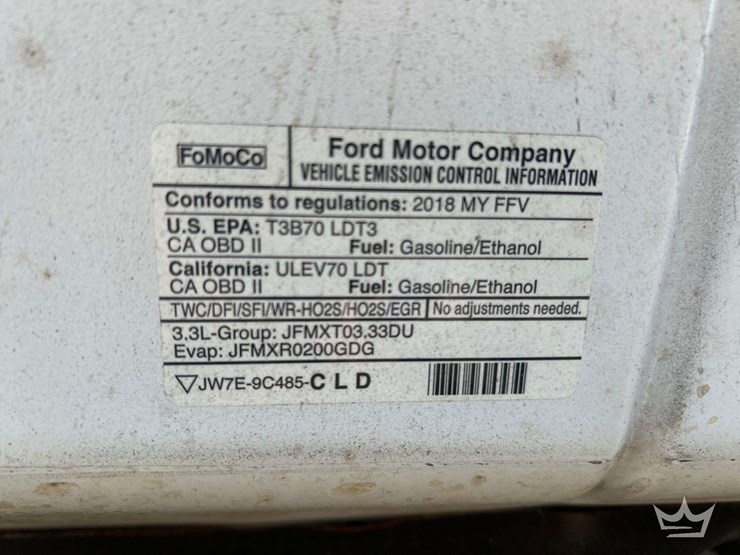 FoMoCo
Ford Motor Company
VEHICLE EMISSION CONTROL INFORMATION
Conforms to regulations: 2018 MY FFV
U.S. EPA: T3B70 LDT3
CA OBD II Fuel: Gasoline/Ethanol
California: ULEV70 LDT
CA OBD II Fuel: Gasoline/Ethanol
TWC/DFI/SFI/WR-HO2S/HO2S/EGR No adjustments needed.
3.3L-Group: JFMXT03.33DU
Evap: JFMXR0200GDG
JW7E-9C485-C L D